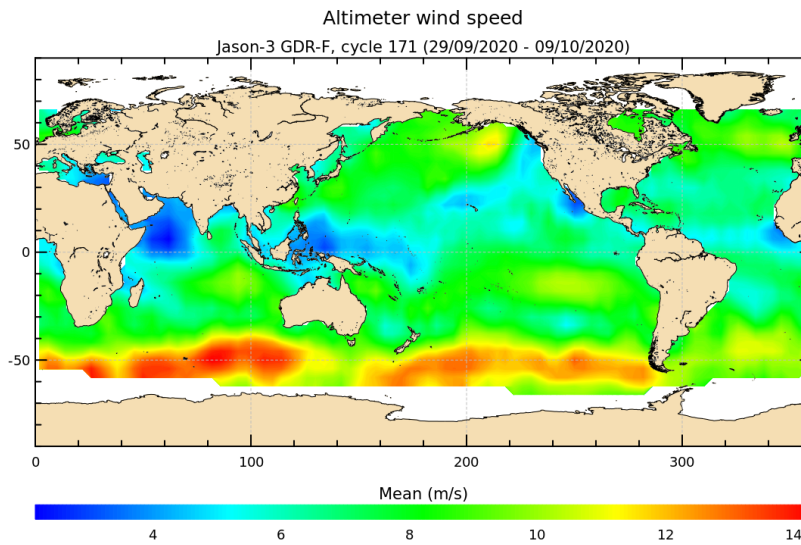 Altimeter wind speed
Jason-3 GDR-F, cycle 171 (29/09/2020 - 09/10/2020)
50
0
-50
0 100 200 300
Mean (m/s)
4 6 8 10 12 14